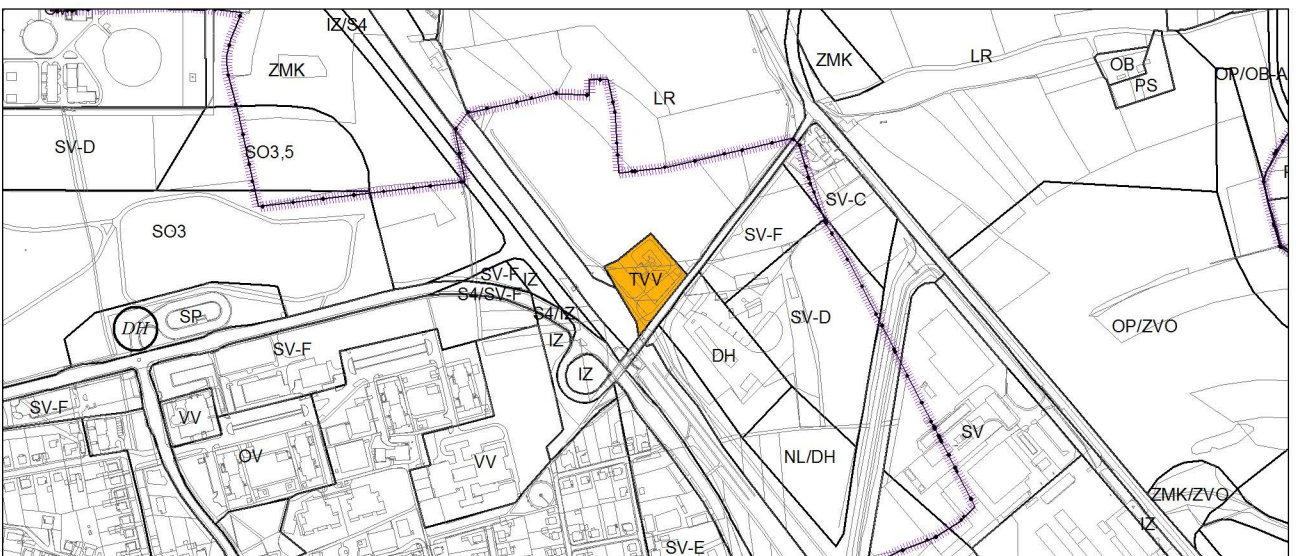 IZ/S4
ZMK
LR
ZMK
LR
OB
PS
OP/OB-A
SV-D
SO3,5
SV-C
SO3
SV-F
SV-F
IZ
S4/SV-F
TVV
S4/IZ
IZ
SP
DH
SV-D
OP/ZVO
SV-F
DH
IZ
SV-F
VV
SV
OV
VV
NL/DH
ZMK/ZVO
IZ
SV-E